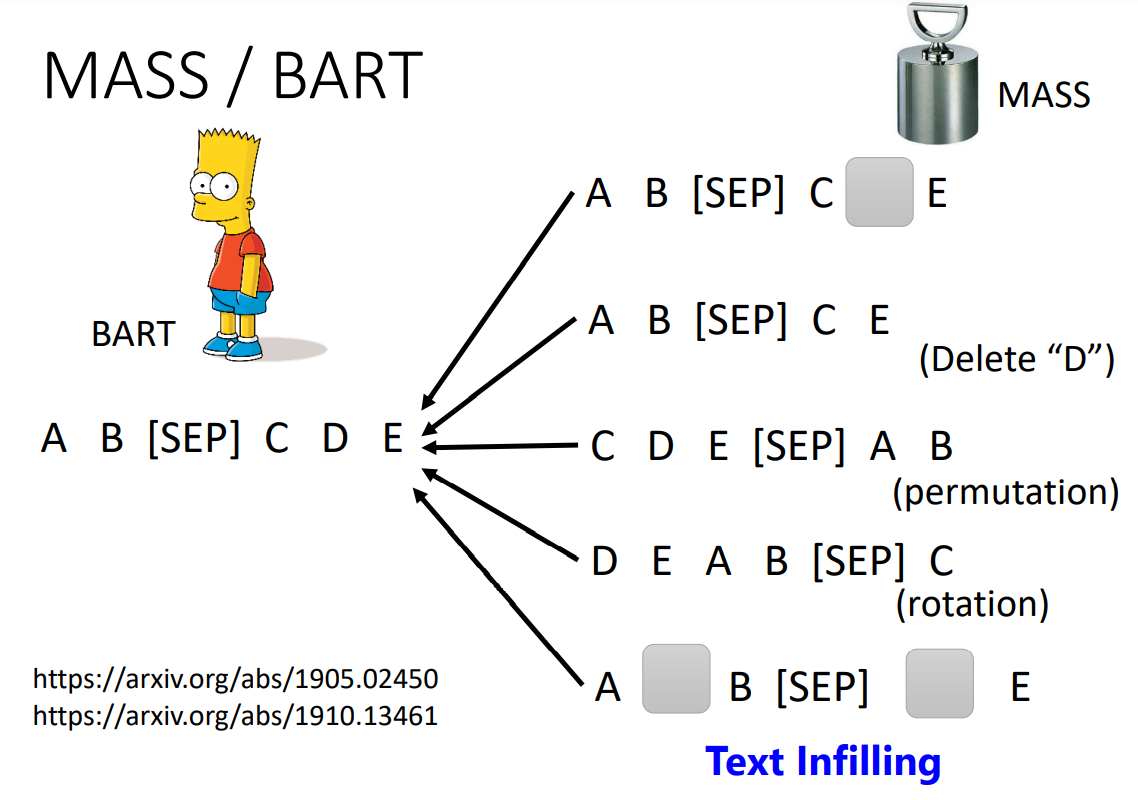 MASS / BART
MASS
BART
A B [SEP] C E
A B [SEP] C E
(Delete “D”)
A B [SEP] C D E
C D E [SEP] A B
(permutation)
D E A B [SEP] C
(rotation)
A B [SEP] E
https://arxiv.org/abs/1905.02450
https://arxiv.org/abs/1910.13461
Text Infilling